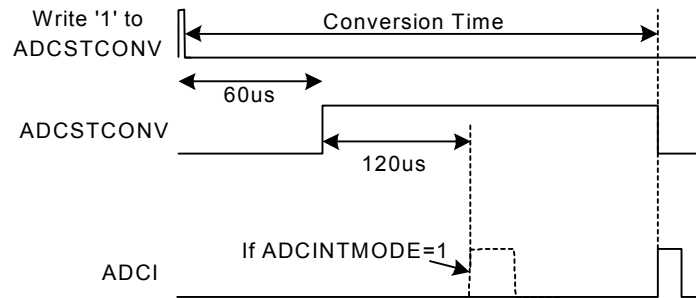 Write '1' to
ADCSTCONV
Conversion Time
60us
ADCSTCONV
120us
If ADCINTMODE=1
ADCI